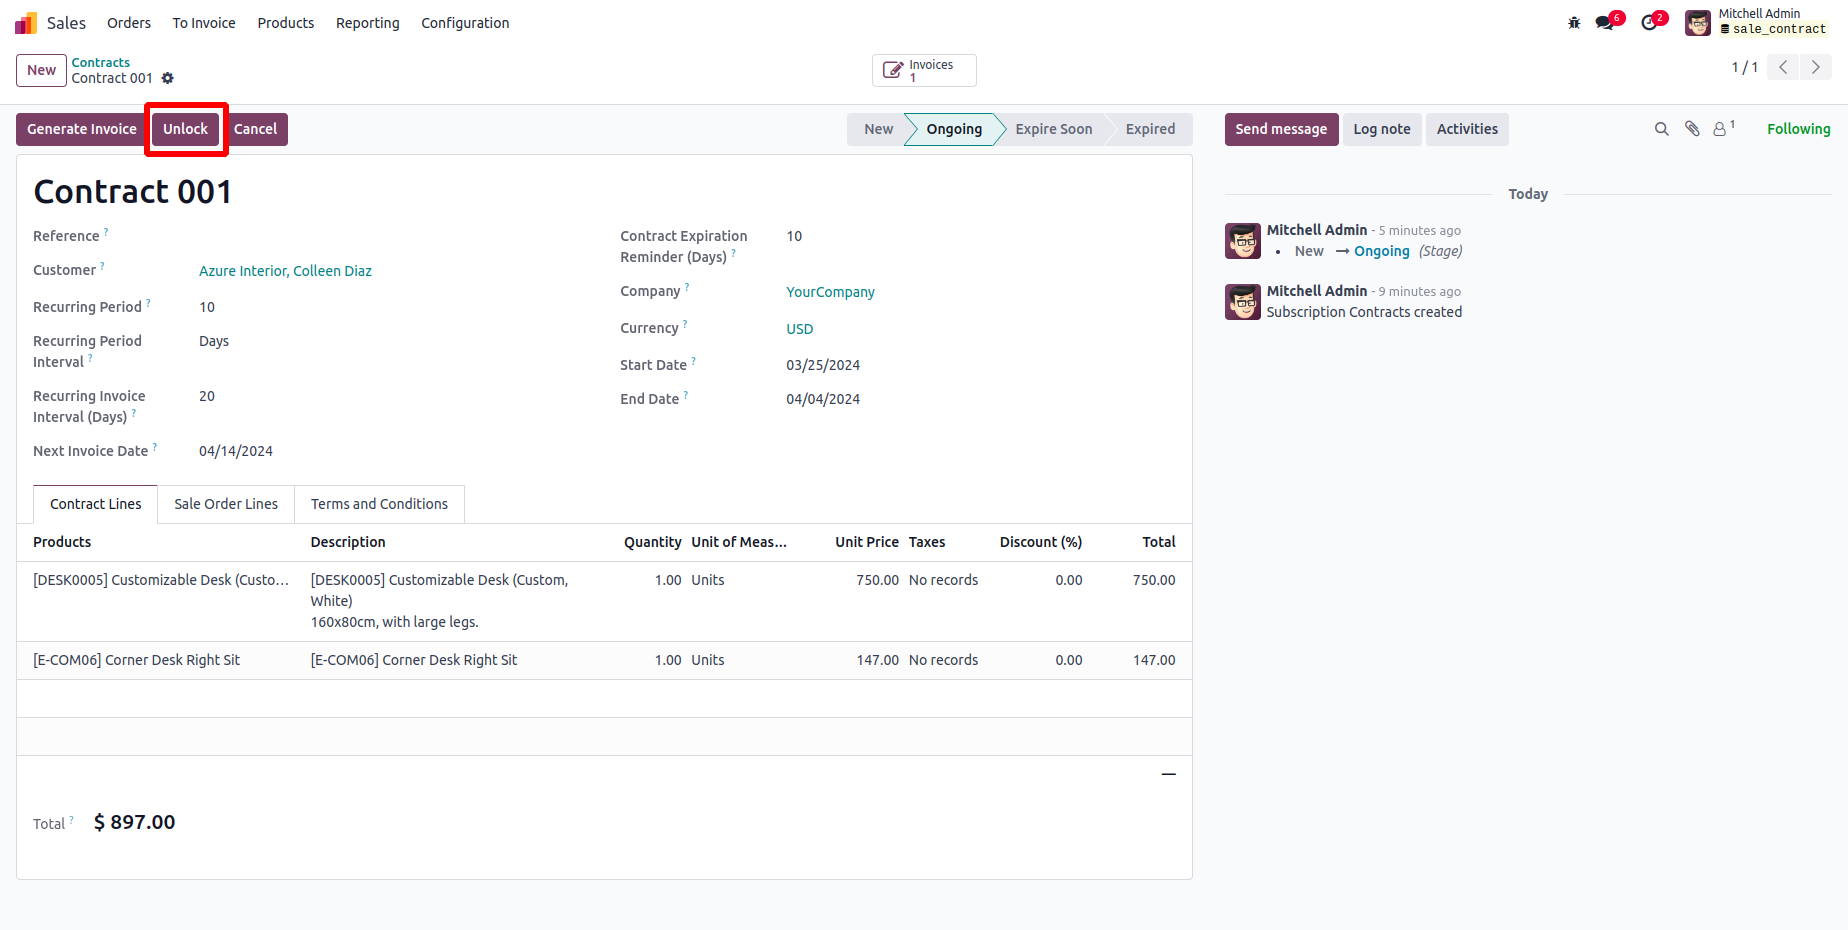 Sales Orders To Invoice Products Reporting Configuration 6 2 Mitchell Admin
sale_contract
New Contracts
Contract 001
Invoices
1
1 / 1
Generate Invoice Unlock Cancel
New Ongoing Expire Soon Expired
Send message Log note Activities 1 Following
Contract 001
Reference ?
Customer ? Azure Interior, Colleen Diaz
Recurring Period ? 10
Recurring Period
Interval ? Days
Recurring Invoice
Interval (Days) ? 20
Next Invoice Date ? 04/14/2024
Contract Expiration
Reminder (Days) ? 10
Company ? YourCompany
Currency ? USD
Start Date ? 03/25/2024
End Date ? 04/04/2024
Contract Lines Sale Order Lines Terms and Conditions
Products Description Quantity Unit of Meas... Unit Price Taxes Discount (%) Total
[DESK0005] Customizable Desk (Custo... [DESK0005] Customizable Desk (Custom,
White)
160x80cm, with large legs. 1.00 Units 750.00 No records 0.00 750.00
[E-COM06] Corner Desk Right Sit [E-COM06] Corner Desk Right Sit 1.00 Units 147.00 No records 0.00 147.00
Total ? $ 897.00
Today
Mitchell Admin - 5 minutes ago
• New → Ongoing (Stage)
Mitchell Admin - 9 minutes ago
Subscription Contracts created